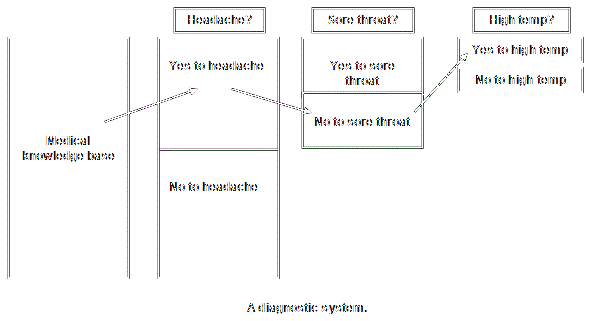 Headache?
Sore throat?
High temp?
Yes to headache
Yes to sore
throat
Yes to high temp
No to high temp
No to sore throat
Medical
knowledge base
No to headache
A diagnostic system.